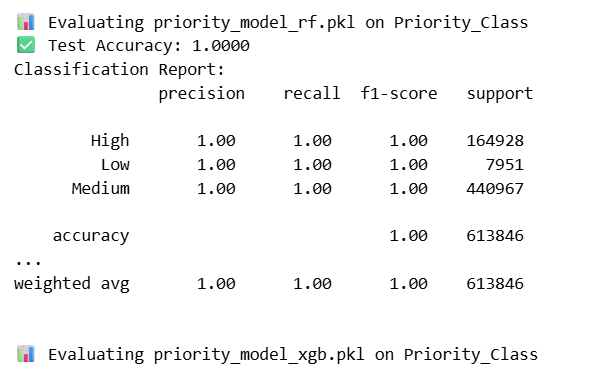 📊 Evaluating priority_model_rf.pkl on Priority_Class
✅ Test Accuracy: 1.0000
Classification Report:
precision recall f1-score support
High 1.00 1.00 1.00 164928
Low 1.00 1.00 1.00 7951
Medium 1.00 1.00 1.00 440967
accuracy 1.00 613846
...
weighted avg 1.00 1.00 1.00 613846
📊 Evaluating priority_model_xgb.pkl on Priority_Class